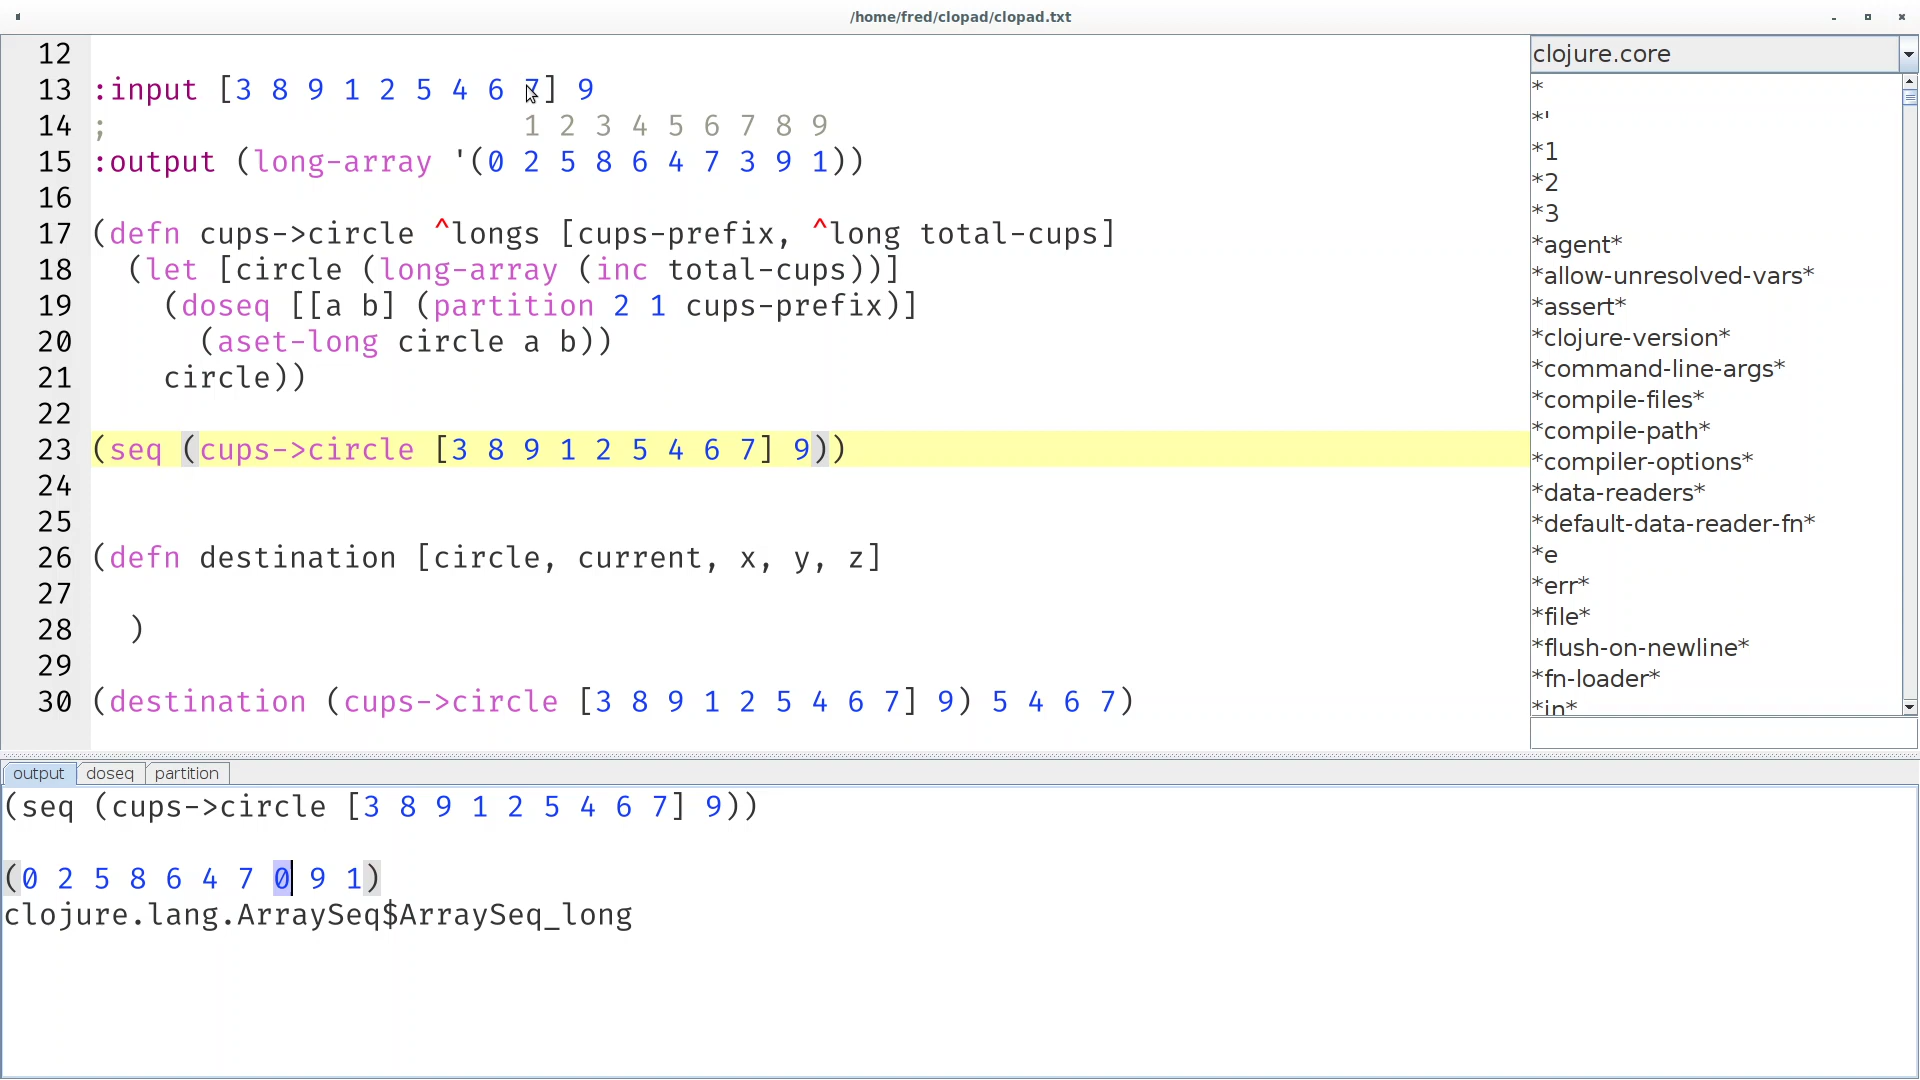 /home/fred/clopad/clopad.txt
12
13 :input [3 8 9 1 2 5 4 6 7] 9
14 ; 1 2 3 4 5 6 7 8 9
15 :output (long-array '(0 2 5 8 6 4 7 3 9 1))
16
17 (defn cups->circle ^longs [cups-prefix, ^long total-cups]
18 (let [circle (long-array (inc total-cups))]
19 (doseq [[a b] (partition 2 1 cups-prefix)]
20 (aset-long circle a b))
21 circle))
22
23 (seq (cups->circle [3 8 9 1 2 5 4 6 7] 9))
24
25
26 (defn destination [circle, current, x, y, z]
27
28 )
29
30 (destination (cups->circle [3 8 9 1 2 5 4 6 7] 9) 5 4 6 7)
clojure.core
*
*'
*1
*2
*3
*agent*
*allow-unresolved-vars*
*assert*
*clojure-version*
*command-line-args*
*compile-files*
*compile-path*
*compiler-options*
*data-readers*
*default-data-reader-fn*
*e
*err*
*file*
*flush-on-newline*
*fn-loader*
*in*
output doseq partition
(seq (cups->circle [3 8 9 1 2 5 4 6 7] 9))
(0 2 5 8 6 4 7 0 9 1)
clojure.lang.ArraySeq$ArraySeq_long